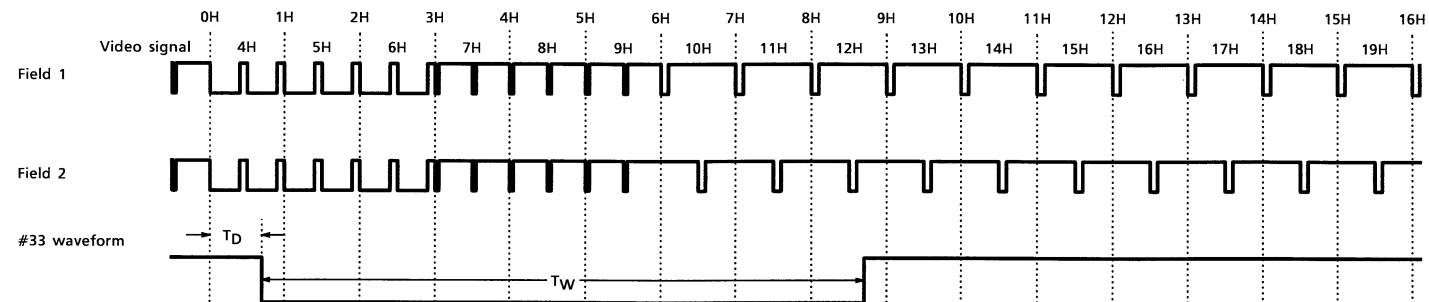 0H 1H 2H 3H 4H 5H 6H 7H 8H 9H 10H 11H 12H 13H 14H 15H 16H
Video signal 4H 5H 6H 7H 8H 9H 10H 11H 12H 13H 14H 15H 16H 17H 18H 19H
Field 1
Field 2
#33 waveform TD
TW